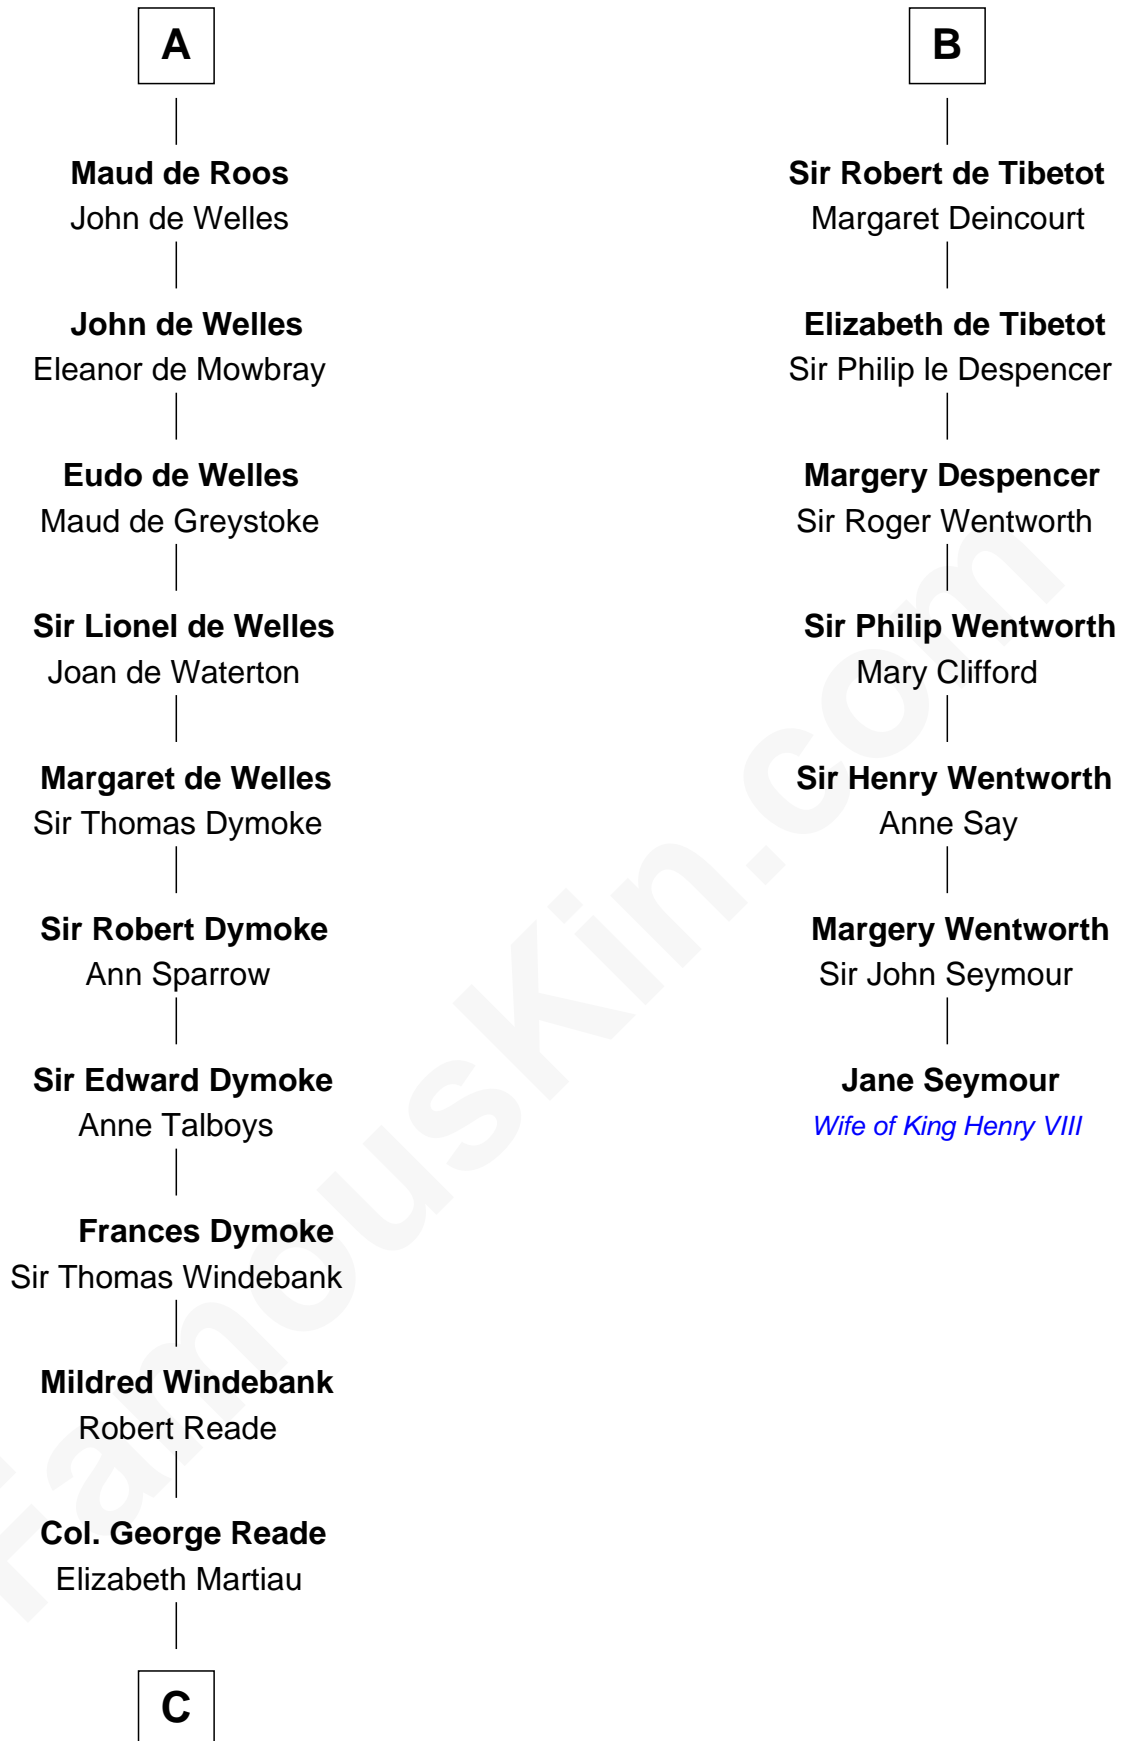 A
Maud de Roos
John de Welles
John de Welles
Eleanor de Mowbray
Eudo de Welles
Maud de Greystoke
Sir Lionel de Welles
Joan de Waterton
Margaret de Welles
Sir Thomas Dymoke
Sir Robert Dymoke
Ann Sparrow
Sir Edward Dymoke
Anne Talboys
Frances Dymoke
Sir Thomas Windebank
Mildred Windebank
Robert Reade
Col. George Reade
Elizabeth Martiau
C
B
Sir Robert de Tibetot
Margaret Deincourt
Elizabeth de Tibetot
Sir Philip le Despencer
Margery Despencer
Sir Roger Wentworth
Sir Philip Wentworth
Mary Clifford
Sir Henry Wentworth
Anne Say
Margery Wentworth
Sir John Seymour
Jane Seymour
Wife of King Henry VIII
FamousKin.com